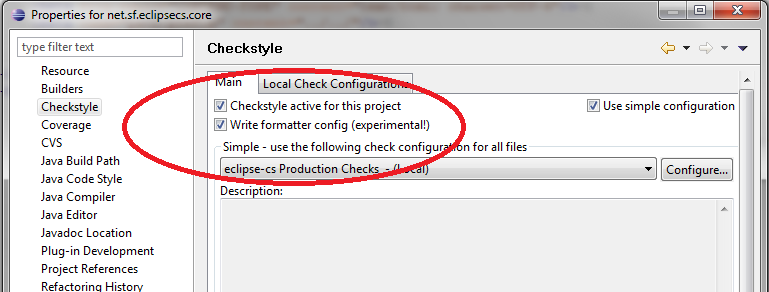 Properties for net.sf.eclipsecs.core
type filter text
Resource
Builders
Checkstyle
Coverage
CVS
Java Build Path
Java Code Style
Java Compiler
Java Editor
Javadoc Location
Plug-in Development
Project References
Refactoring History
Checkstyle
Main Local Check Configurations
Checkstyle active for this project Use simple configuration
Write formatter config (experimental!)
Simple - use the following check configuration for all files
eclipse-cs Production Checks - (Local) Configure...
Description: